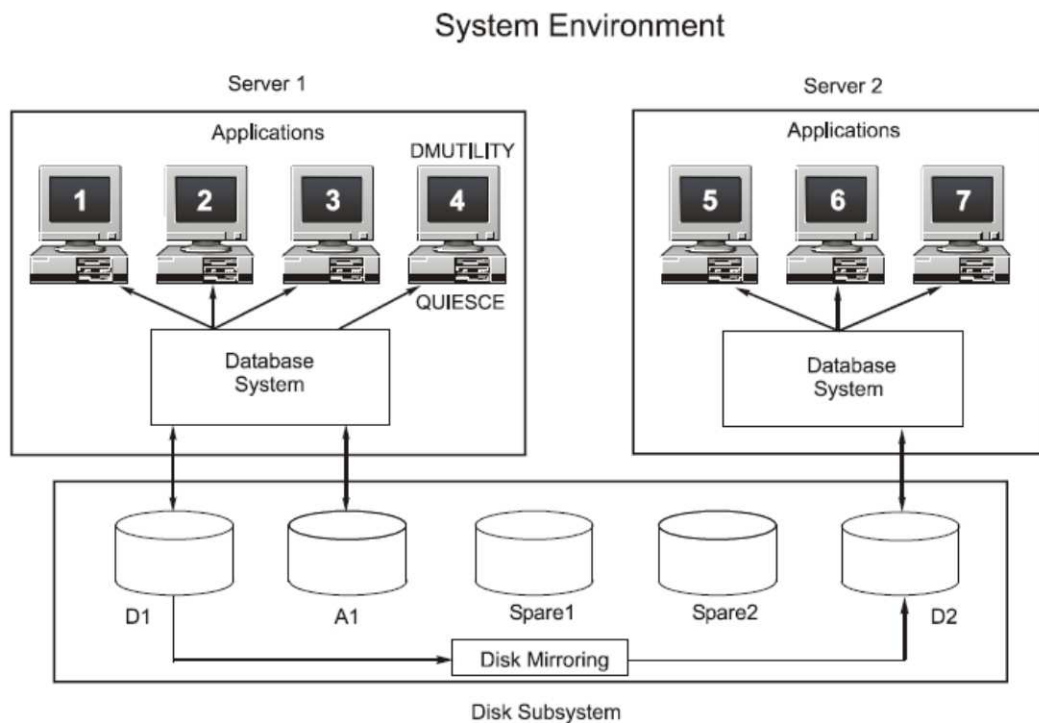 System Environment
Server 1
Server 2
Applications
Applications
DMUTILITY
1
2
3
4
5
6
7
QUIESCE
Database
System
Database
System
D1
A1
Spare1
Spare2
D2
Disk Mirroring
Disk Subsystem